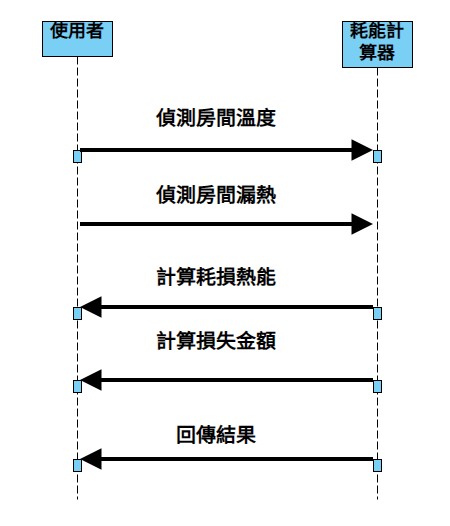 使用者
耗能計
算器
偵測房間溫度
偵測房間漏熱
計算耗損熱能
計算損失金額
回傳結果